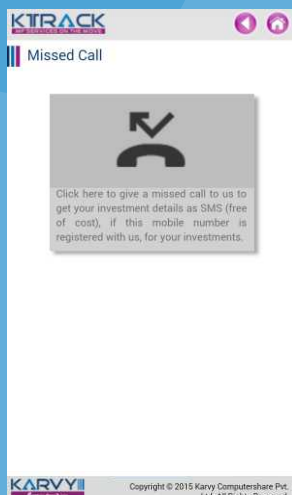 KTRACK
MF SERVICES ON THE MOVE
Missed Call
Click here to give a missed call to us to
get your investment details as SMS (free
of cost), if this mobile number is
registered with us, for your investments.
KARVY
Copyright © 2015 Karvy Computershare Pvt.